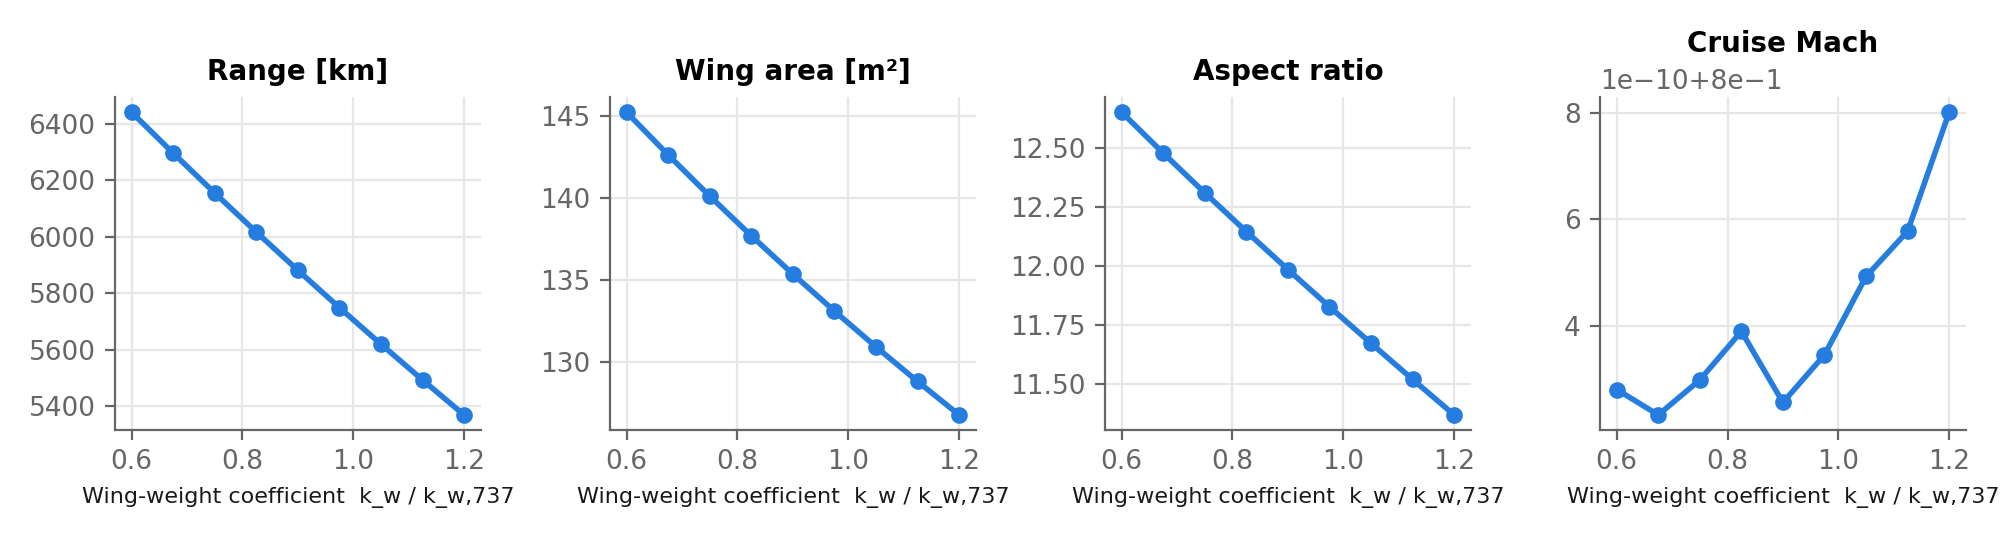 Range [km]
6400
6200
6000
5800
5600
5400
0.6 0.8 1.0 1.2
Wing-weight coefficient k_w / k_w,737
Wing area [m²]
145
140
135
130
0.6 0.8 1.0 1.2
Wing-weight coefficient k_w / k_w,737
Aspect ratio
12.50
12.25
12.00
11.75
11.50
0.6 0.8 1.0 1.2
Wing-weight coefficient k_w / k_w,737
Cruise Mach
1e−10+8e−1
8
6
4
0.6 0.8 1.0 1.2
Wing-weight coefficient k_w / k_w,737